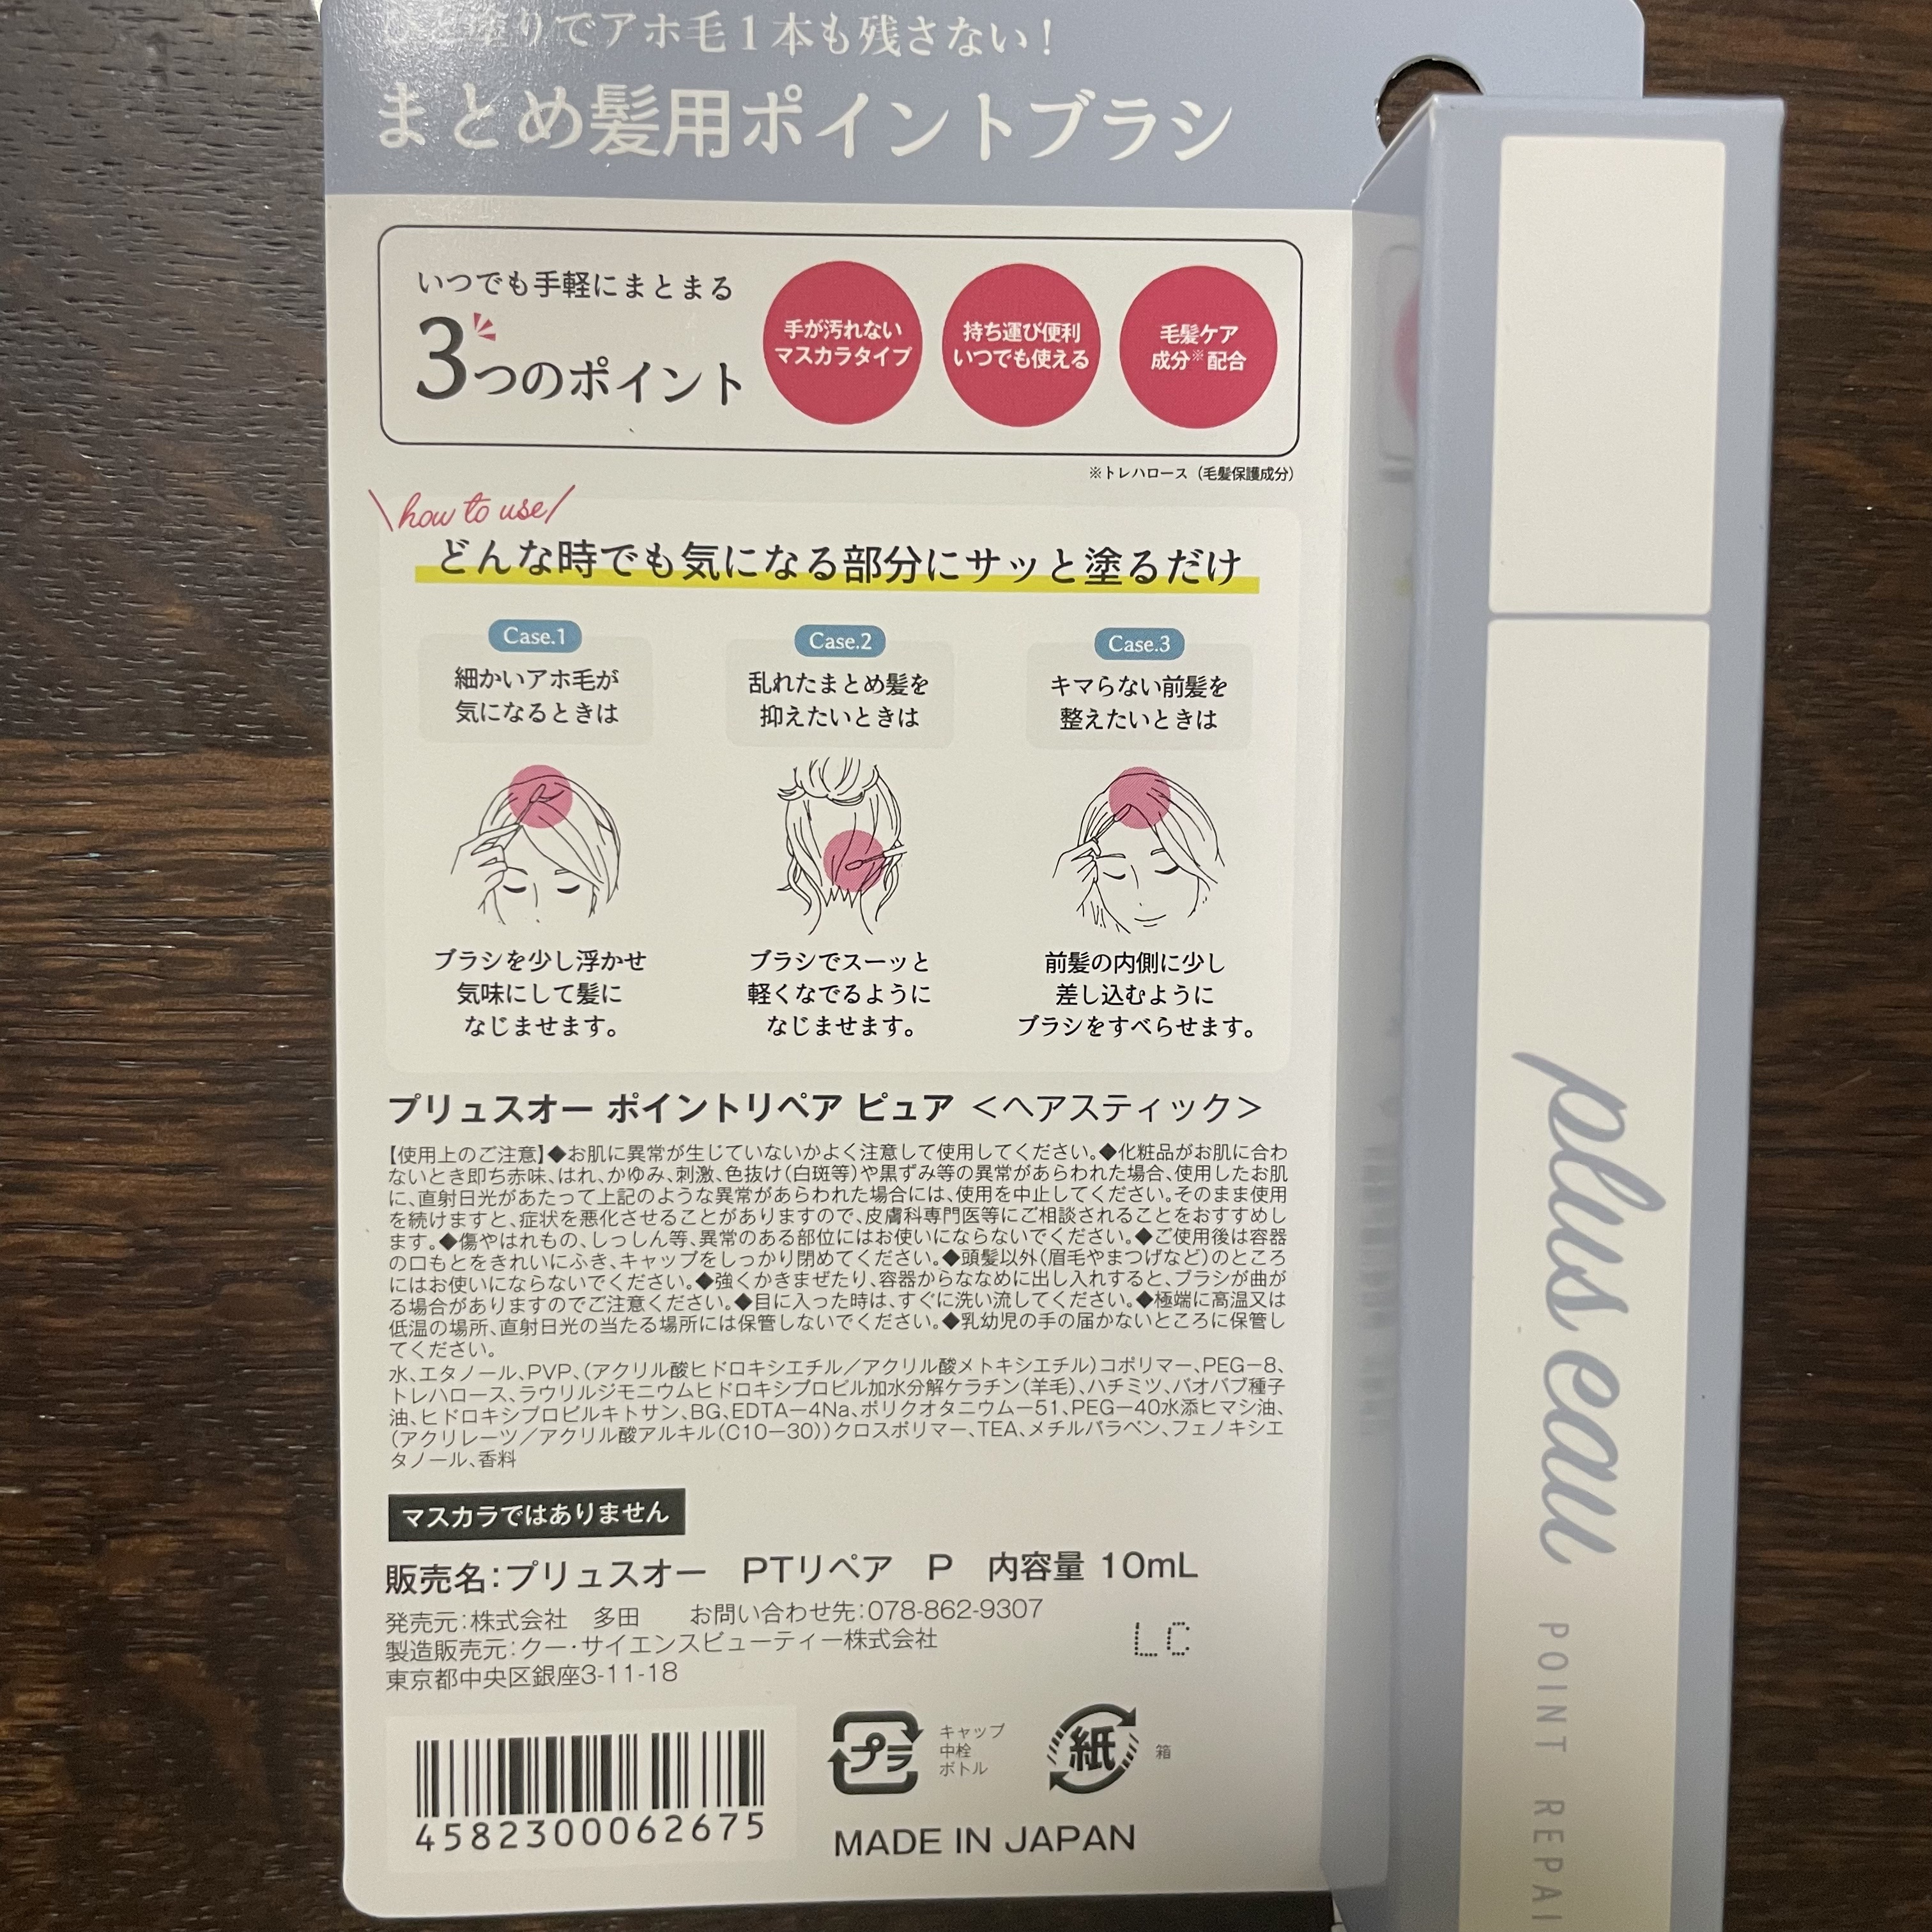 塗りでアホ毛1本も残さない!
まとめ髪用ポイントブラシ
いつでも手軽にまとまる
3つのポイント
手が汚れない
マスカラタイプ
持ち運び便利
いつでも使える
毛髪ケア
成分※配合
※トレハロース(毛髪保護成分)
how to use
どんな時でも気になる部分にサッと塗るだけ
Case.1
細かいアホ毛が
気になるときは
ブラシを少し浮かせ
気味にして髪に
なじませます。
Case.2
乱れたまとめ髪を
抑えたいときは
ブラシでスーッと
軽くなでるように
なじませます。
Case.3
キマらない前髪を
整えたいときは
前髪の内側に少し
差し込むように
ブラシをすべらせます。
プリュスオー ポイントリペア ピュア <ヘアスティック>
【使用上のご注意】◆お肌に異常が生じていないかよく注意して使用してください。◆化粧品がお肌に合わ
ないとき即ち赤味、はれ、かゆみ、刺激、色抜け(白斑等)や黒ずみ等の異常があらわれた場合、使用したお肌
に、直射日光があたって上記のような異常があらわれた場合には、使用を中止してください。そのまま使用
を続けますと、症状を悪化させることがありますので、皮膚科専門医等にご相談されることをおすすめし
ます。◆傷やはれもの、しっしん等、異常のある部位にはお使いにならないでください。◆ご使用後は容器
の口もとをきれいにふき、キャップをしっかり閉めてください。◆頭髪以外(眉毛やまつげなど)のところ
にはお使いにならないでください。◆強くかきまぜたり、容器からななめに出し入れすると、ブラシが曲が
る場合がありますのでご注意ください。◆目に入った時は、すぐに洗い流してください。◆極端に高温又は
低温の場所、直射日光の当たる場所には保管しないでください。◆乳幼児の手の届かないところに保管し
てください。
水、エタノール、PVP、(アクリル酸ヒドロキシエチル/アクリル酸メトキシエチル)コポリマー、PEG-8、
トレハロース、ラウリルジモニウムヒドロキシプロピル加水分解ケラチン(羊毛)、ハチミツ、バオバブ種子
油、ヒドロキシプロピルキトサン、BG、EDTA-4Na、ポリクオタニウム-51、PEG-40水添ヒマシ油、
(アクリレーツ/アクリル酸アルキル(C10-30))クロスポリマー、TEA、メチルパラベン、フェノキシエ
タノール、香料
マスカラではありません
販売名:プリュスオー PTリペア P 内容量 10mL
発売元:株式会社 多田 お問い合わせ先:078-862-9307
製造販売元:クー・サイエンスビューティー株式会社
東京都中央区銀座3-11-18
LC
4582300062675
プラ
キャップ
中栓
ボトル
紙
箱
MADE IN JAPAN
plus eau
POINT REPAI